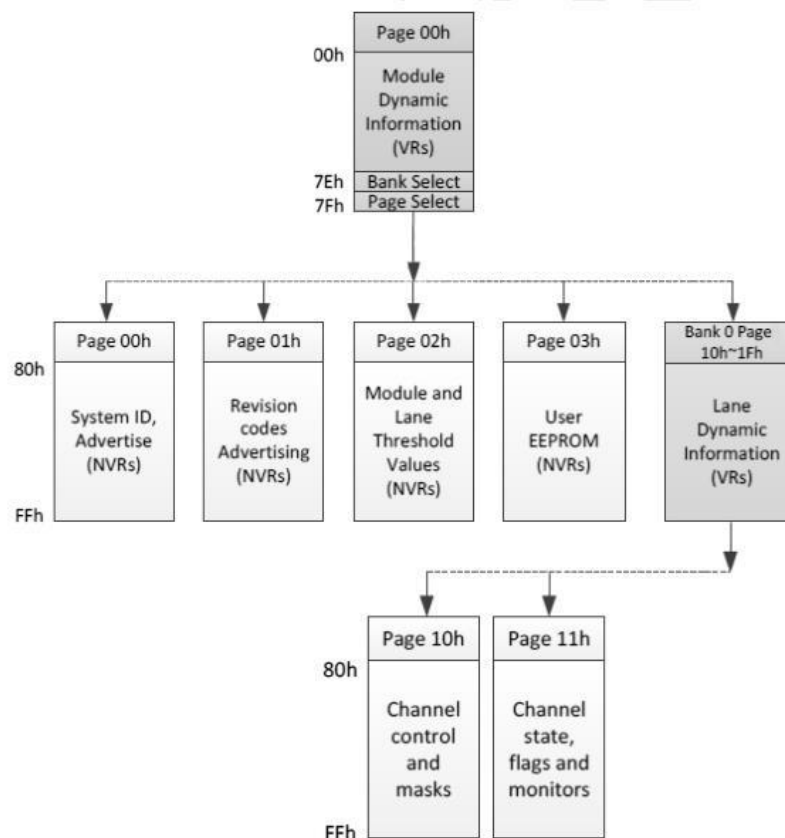 Page 00h
00h
Module
Dynamic
Information
(VRs)
7Eh
Bank Select
7Fh
Page Select
Page 00h
80h
System ID,
Advertise
(NVRs)
FFh
Page 01h
Revision
codes
Advertising
(NVRs)
Page 02h
Module and
Lane
Threshold
Values
(NVRs)
Page 03h
User
EEPROM
(NVRs)
Bank 0 Page
10h~1Fh
Lane
Dynamic
Information
(VRs)
Page 10h
80h
Channel
control
and
masks
FFh
Page 11h
Channel
state,
flags and
monitors